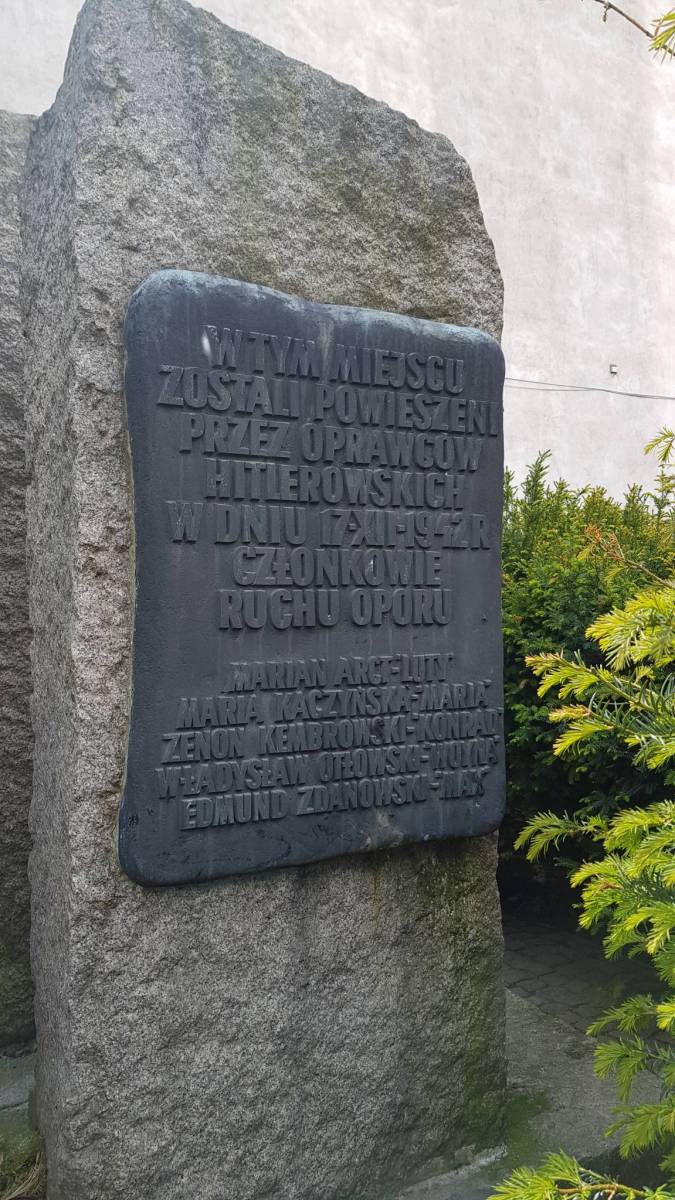 W TYM MIEJSCU
ZOSTALI POWIESZENI
PRZEZ OPRAWCÓW
HITLEROWSKICH
W DNIU 17-XII-1942 R
CZŁONKOWIE
RUCHU OPORU
MARIAN ARCT-LUTY
MARIA KACZYŃSKA-MARIA
ZENON KEMBROWSKI-KONRAD
WŁADYSŁAW OTŁOWSKI-WOLNA
EDMUND ZDANOWSKI-MAX